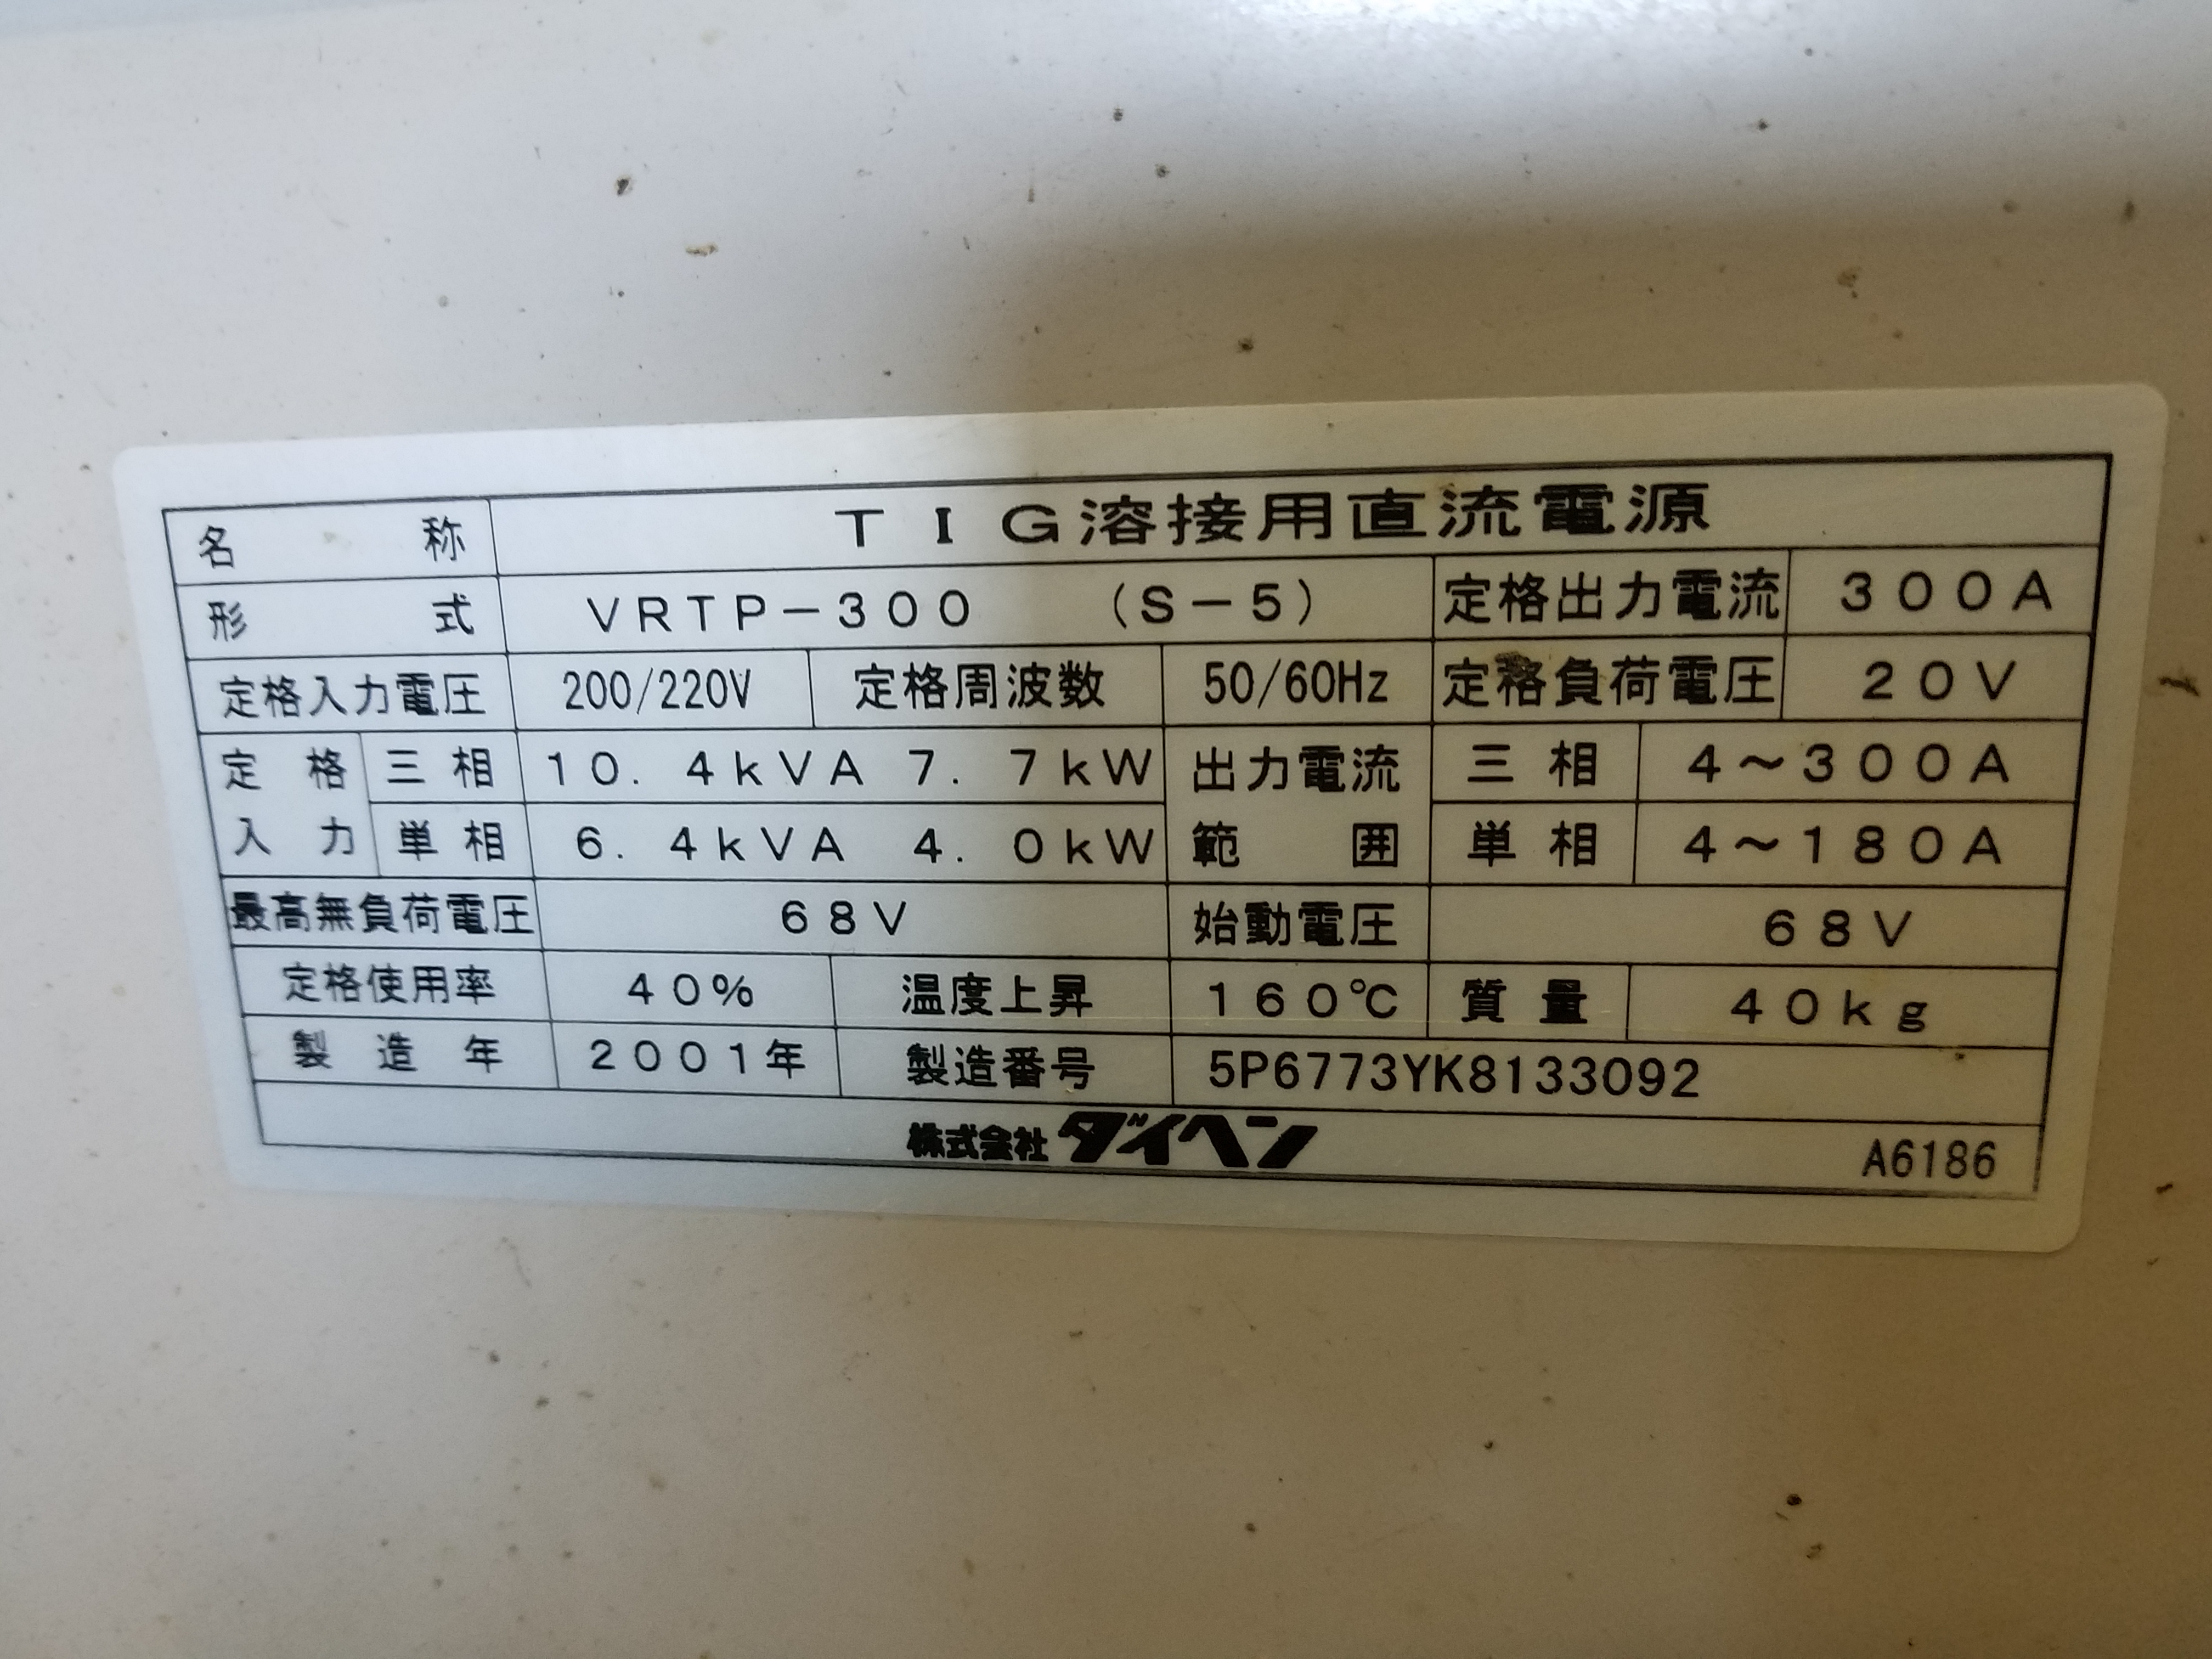 名称 TIG溶接用直流電源
形式 VRTP-300 (S-5) 定格出力電流 300A
定格入力電圧 200/220V 定格周波数 50/60Hz 定格負荷電圧 20V
定格入力 三相 10.4kVA 7.7kW 出力電流範囲 三相 4～300A
単相 6.4kVA 4.0kW 単相 4～180A
最高無負荷電圧 68V 始動電圧 68V
定格使用率 40% 温度上昇 160℃ 質量 40kg
製造年 2001年 製造番号 5P6773YK8133092
株式会社ダイヘン A6186